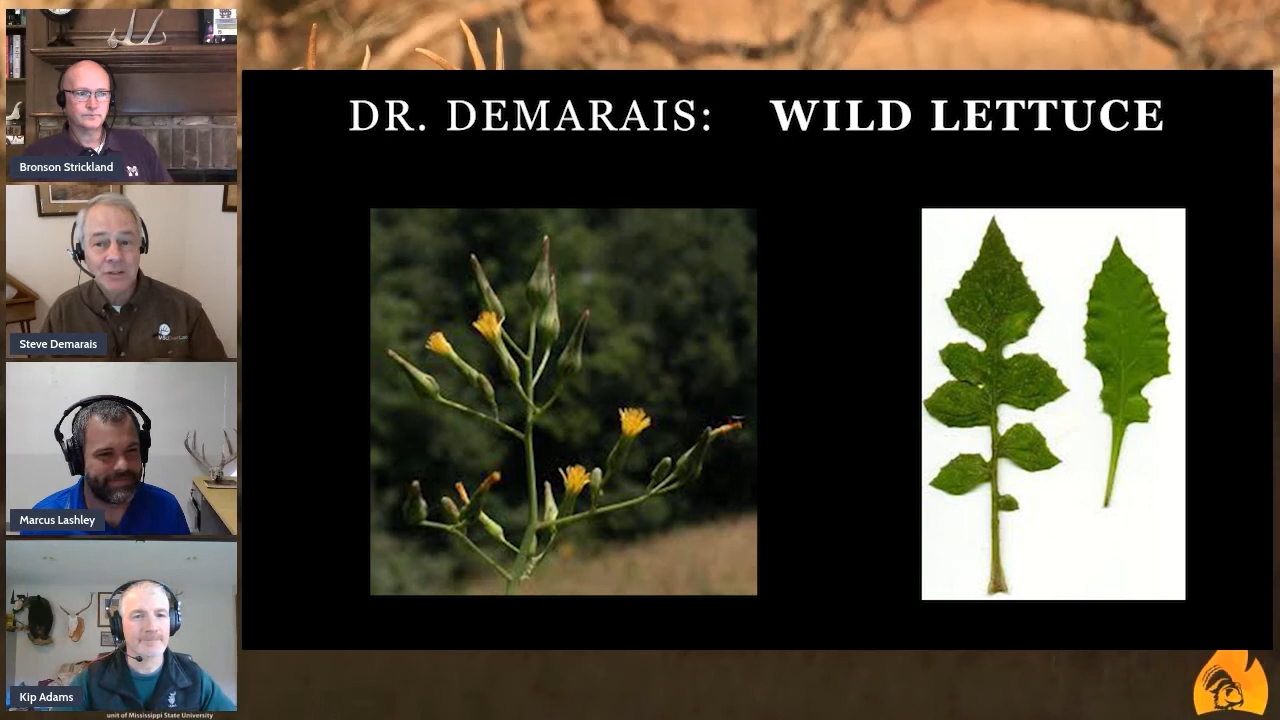 Bronson Strickland
Steve Demarais
Marcus Lashley
Kip Adams
unit of Mississippi State University
DR. DEMARAIS: WILD LETTUCE